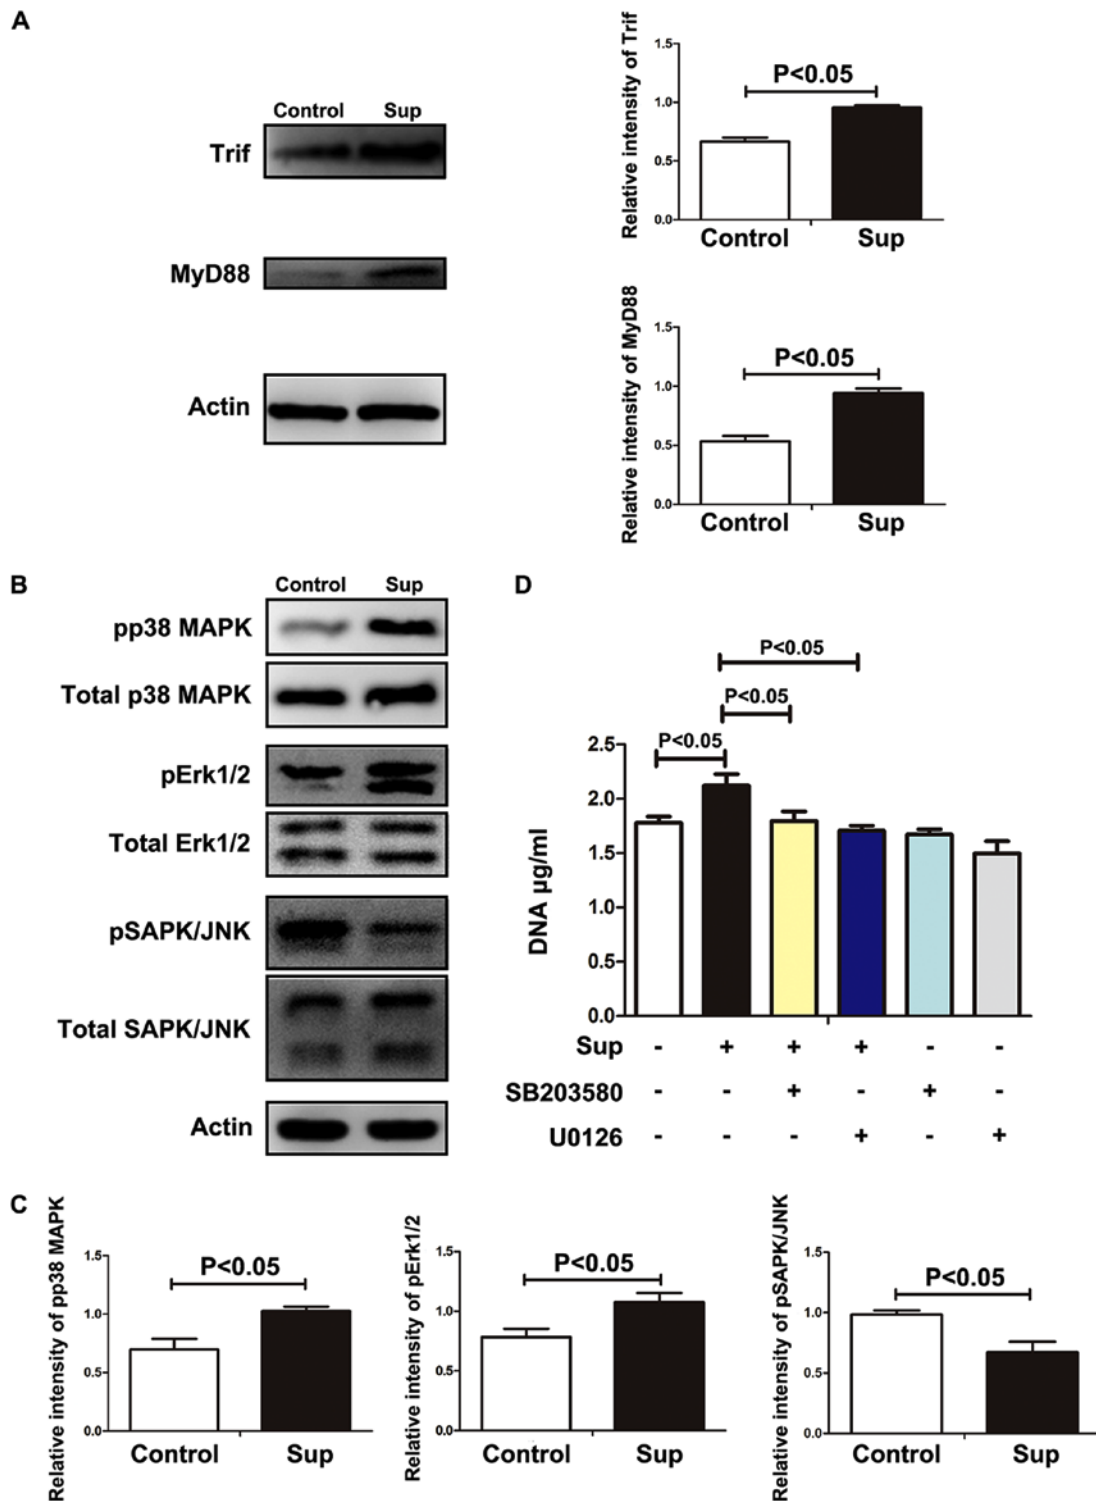 A
Control Sup
Trif
MyD88
Actin
Relative intensity of Trif
1.5
1.0
0.5
0.0
P<0.05
Control Sup
Relative intensity of MyD88
1.5
1.0
0.5
0.0
P<0.05
Control Sup
B
Control Sup
pp38 MAPK
Total p38 MAPK
pErk1/2
Total Erk1/2
pSAPK/JNK
Total SAPK/JNK
Actin
D
P<0.05
P<0.05
P<0.05
DNA µg/ml
2.5
2.0
1.5
1.0
0.5
0.0
Sup - + + + - -
SB203580 - - + - + -
U0126 - - - + - +
C
Relative intensity of pp38 MAPK
1.5
1.0
0.5
0.0
P<0.05
Control Sup
Relative intensity of pErk1/2
1.5
1.0
0.5
0.0
P<0.05
Control Sup
Relative intensity of pSAPK/JNK
1.5
1.0
0.5
0.0
P<0.05
Control Sup